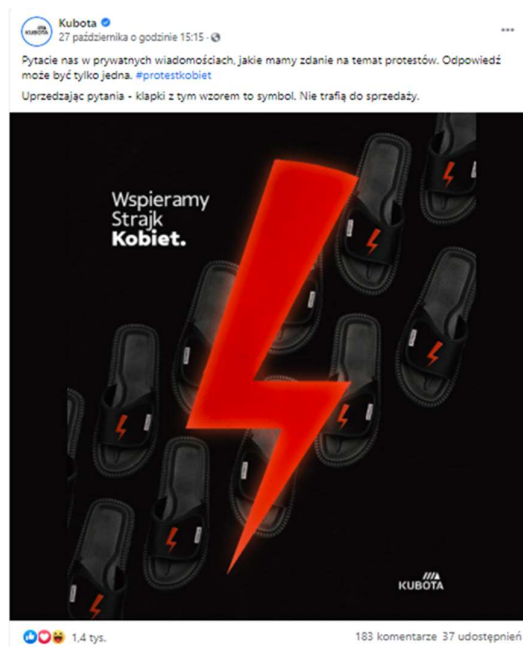 Kubota
27 października o godzinie 15:15 ·
Pytacie nas w prywatnych wiadomościach, jakie mamy zdanie na temat protestów. Odpowiedź
może być tylko jedna. #protestkobiet
Uprzedzając pytania - klapki z tym wzorem to symbol. Nie trafią do sprzedaży.
Wspieramy
Strajk
Kobiet.
KUBOTA
1,4 tys.
183 komentarze 37 udostępnień